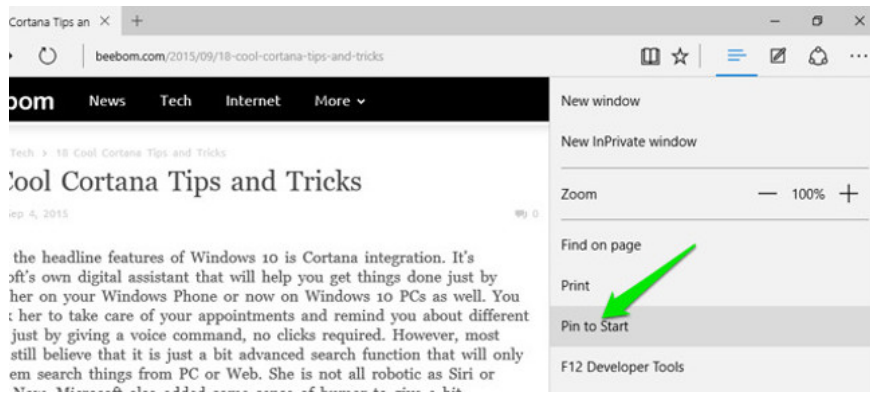 Cortana Tips an
beebom.com/2015/09/18-cool-cortana-tips-and-tricks
News Tech Internet More
New window
Tech > 18 Cool Cortana Tips and Tricks
New InPrivate window
Cool Cortana Tips and Tricks
Zoom 100%
Sep 4, 2015 0
Find on page
the headline features of Windows 10 is Cortana integration. It's
oft's own digital assistant that will help you get things done just by
Print
her on your Windows Phone or now on Windows 10 PCs as well. You
her to take care of your appointments and remind you about different
Pin to Start
just by giving a voice command, no clicks required. However, most
still believe that it is just a bit advanced search function that will only
F12 Developer Tools
em search things from PC or Web. She is not all robotic as Siri or